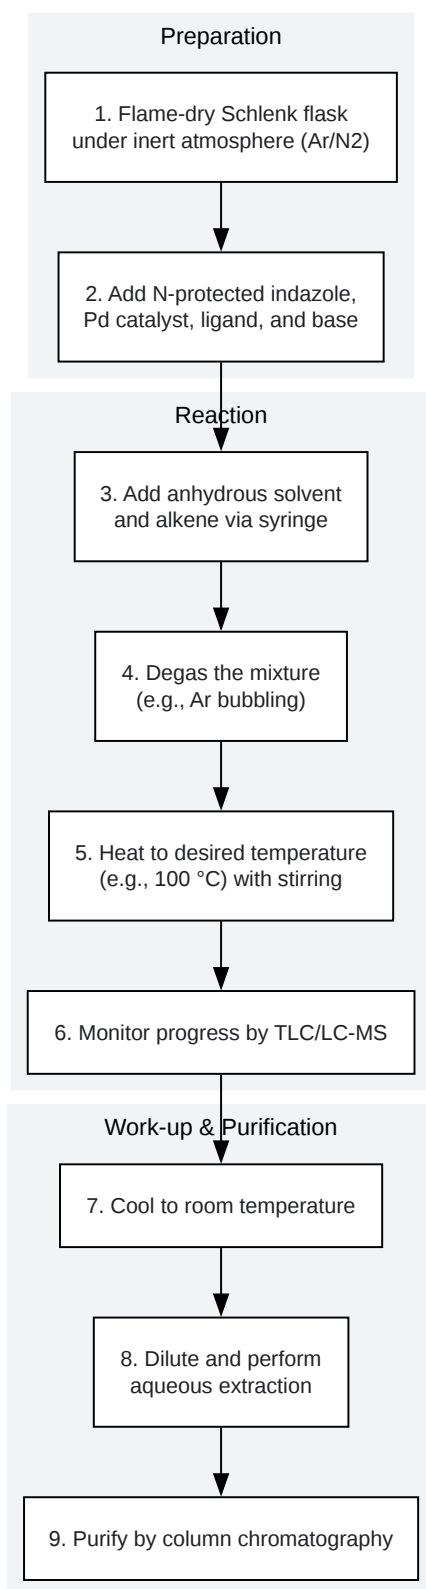 Preparation
1. Flame-dry Schlenk flask
under inert atmosphere (Ar/N2)
2. Add N-protected indazole,
Pd catalyst, ligand, and base
Reaction
3. Add anhydrous solvent
and alkene via syringe
4. Degas the mixture
(e.g., Ar bubbling)
5. Heat to desired temperature
(e.g., 100 °C) with stirring
6. Monitor progress by TLC/LC-MS
Work-up & Purification
7. Cool to room temperature
8. Dilute and perform
aqueous extraction
9. Purify by column chromatography